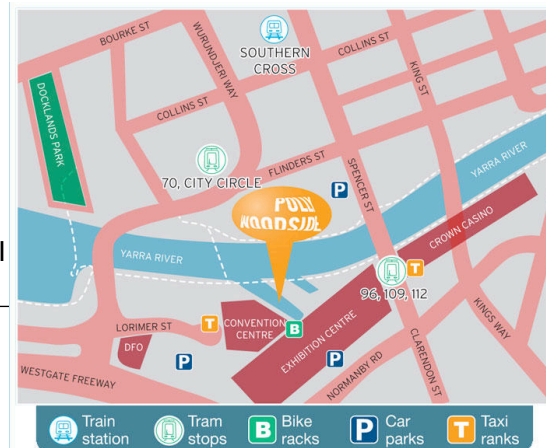 BOURKE ST
WURUNDJERI WAY
SOUTHERN
CROSS
COLLINS ST
KING ST
DOCKLANDS PARK
COLLINS ST
FLINDERS ST
70, CITY CIRCLE
P
SPENCER ST
YARRA RIVER
POLLY
WOODSIDE
YARRA RIVER
CROWN CASINO
T
96, 109, 112
LORIMER ST
T
CONVENTION
CENTRE
B
EXHIBITION CENTRE
KINGS WAY
DFO
P
P
NORMANBY RD
CLARENDON ST
WESTGATE FREEWAY
Train
station
Tram
stops
B
Bike
racks
P
Car
parks
T
Taxi
ranks